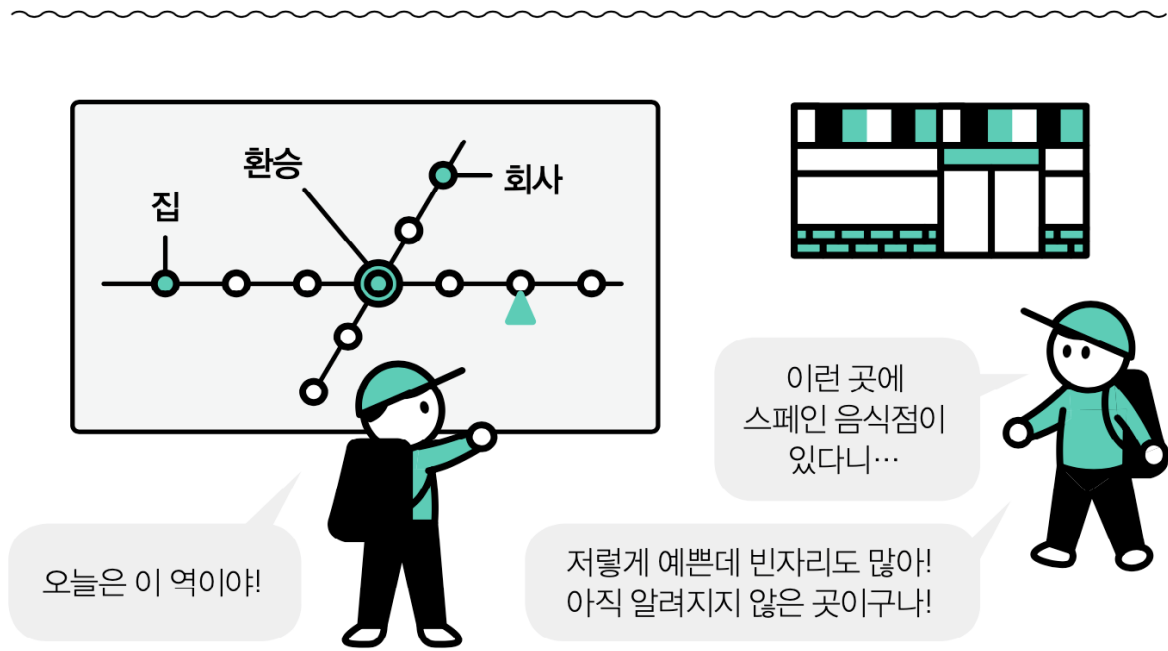 집
환승
회사
오늘은 이 역이야!
이런 곳에
스페인 음식점이
있다니…
저렇게 예쁜데 빈자리도 많아!
아직 알려지지 않은 곳이구나!